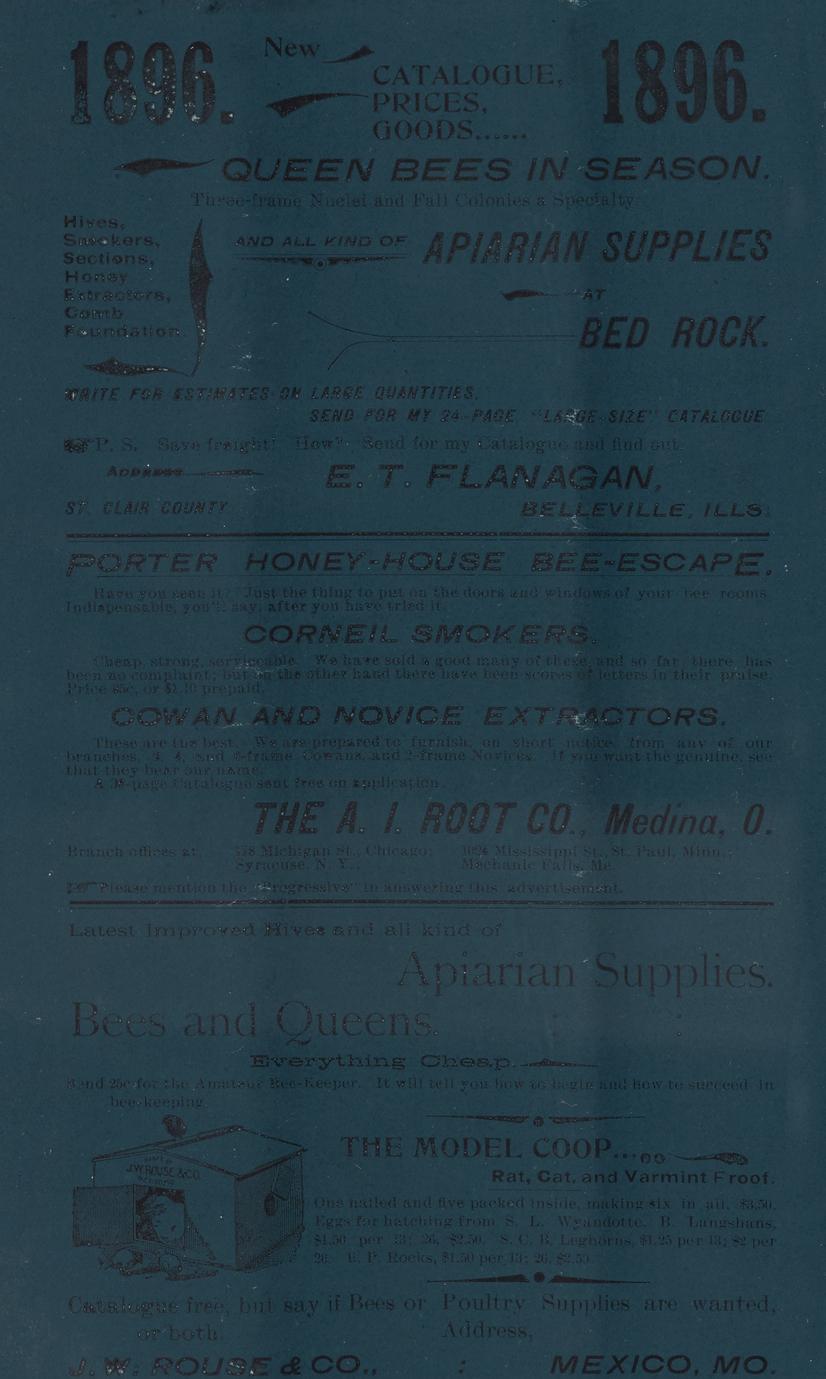 1896. New CATALOGUE, PRICES, GOODS...... 1896.
QUEEN BEES IN SEASON.
Three-frame Nuclei and Full Colonies a Specialty.
Hives,
Smokers,
Sections,
Honey
Extractors,
Comb
Foundation
AND ALL KIND OF APIARIAN SUPPLIES
AT
BED ROCK.
WRITE FOR ESTIMATES ON LARGE QUANTITIES.
SEND FOR MY 24-PAGE "LARGE SIZE" CATALOGUE
P. S. Save freight! How? Send for my Catalogue and find out.
ADDRESS E. T. FLANAGAN,
ST. CLAIR COUNTY BELLEVILLE, ILLS.
PORTER HONEY-HOUSE BEE-ESCAPE.
Have you seen it? Just the thing to put on the doors and windows of your bee rooms.
Indispensable, you'll say, after you have tried it.
CORNEIL SMOKERS.
Cheap, strong, serviceable. We have sold a good many of these and so far there has
been no complaint; but on the other hand there have been scores of letters in their praise.
Price 85c, or $1.10 prepaid.
COWAN AND NOVICE EXTRACTORS.
These are the best. We are prepared to furnish, on short notice, from any of our
branches, and 6-frame Cowans, and 2-frame Novices. If you want the genuine, see
that they bear our name.
A page Catalogue sent free on application.
THE A. I. ROOT CO., Medina, O.
Branch offices at Michigan St., Chicago; 1024 Mississippi St., St. Paul, Minn.;
Syracuse, N. Y.; Mechanic Falls, Me.
Please mention the "Progressive" in answering this advertisement.
Latest Improved Hives and all kind of
Apiarian Supplies.
Bees and Queens.
Everything Cheap.
Send 25c for the Amateur Bee-Keeper. It will tell you how to begin and how to succeed in
bee-keeping
J.W. ROUSE & CO.
THE MODEL COOP...
Rat, Cat, and Varmint Froof.
One nailed and five packed inside, making six in all, $3.50.
Eggs for hatching from S. L. Wyandotte, B. Langshans,
$1.50 per 13; 26, $2.50. S. C. B. Leghorns, $1.25 per 13; $2 per
26. B. P. Rocks, $1.50 per 13; 26, $2.50
Catalogue free, but say if Bees or Poultry Supplies are wanted,
or both. Address,
J. W. ROUSE & CO., : MEXICO, MO.